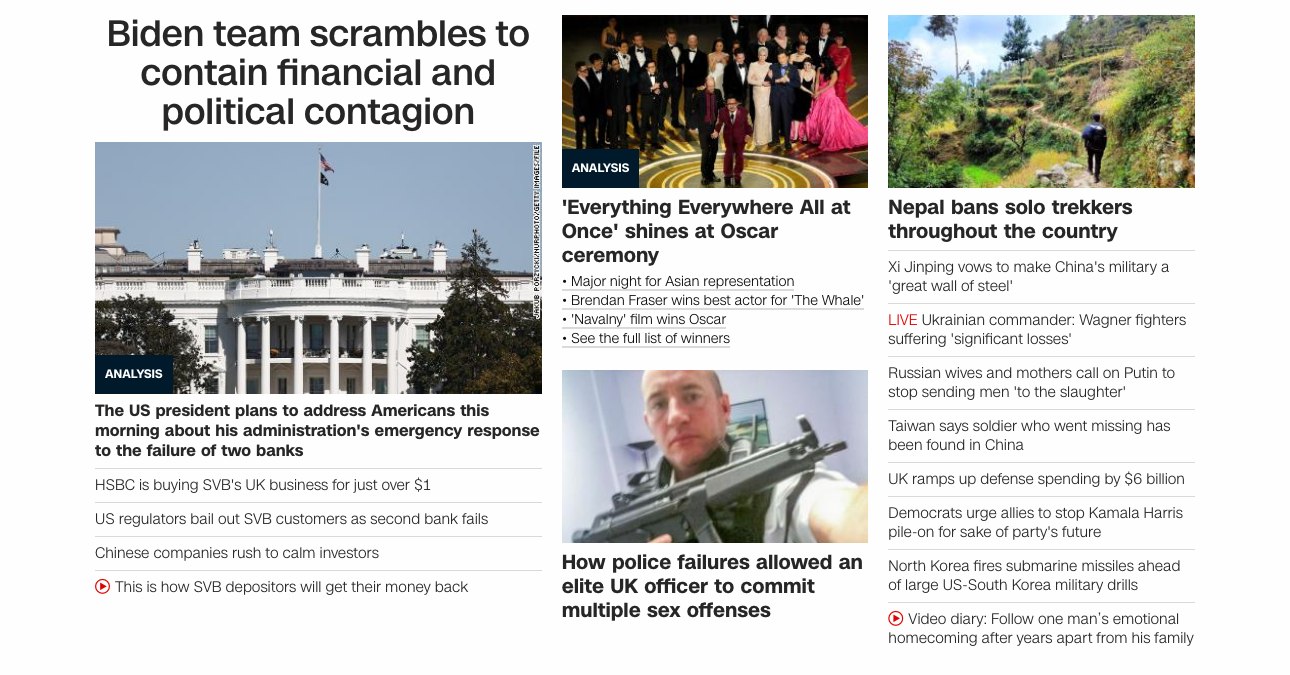 Biden team scrambles to
contain financial and
political contagion
JAKUB PORZYCKI/NURPHOTO/GETTY IMAGES/FILE
ANALYSIS
The US president plans to address Americans this
morning about his administration's emergency response
to the failure of two banks
HSBC is buying SVB's UK business for just over $1
US regulators bail out SVB customers as second bank fails
Chinese companies rush to calm investors
This is how SVB depositors will get their money back
ANALYSIS
'Everything Everywhere All at
Once' shines at Oscar
ceremony
• Major night for Asian representation
• Brendan Fraser wins best actor for 'The Whale'
• 'Navalny' film wins Oscar
• See the full list of winners
How police failures allowed an
elite UK officer to commit
multiple sex offenses
Nepal bans solo trekkers
throughout the country
Xi Jinping vows to make China's military a
'great wall of steel'
LIVE Ukrainian commander: Wagner fighters
suffering 'significant losses'
Russian wives and mothers call on Putin to
stop sending men 'to the slaughter'
Taiwan says soldier who went missing has
been found in China
UK ramps up defense spending by $6 billion
Democrats urge allies to stop Kamala Harris
pile-on for sake of party's future
North Korea fires submarine missiles ahead
of large US-South Korea military drills
Video diary: Follow one man’s emotional
homecoming after years apart from his family